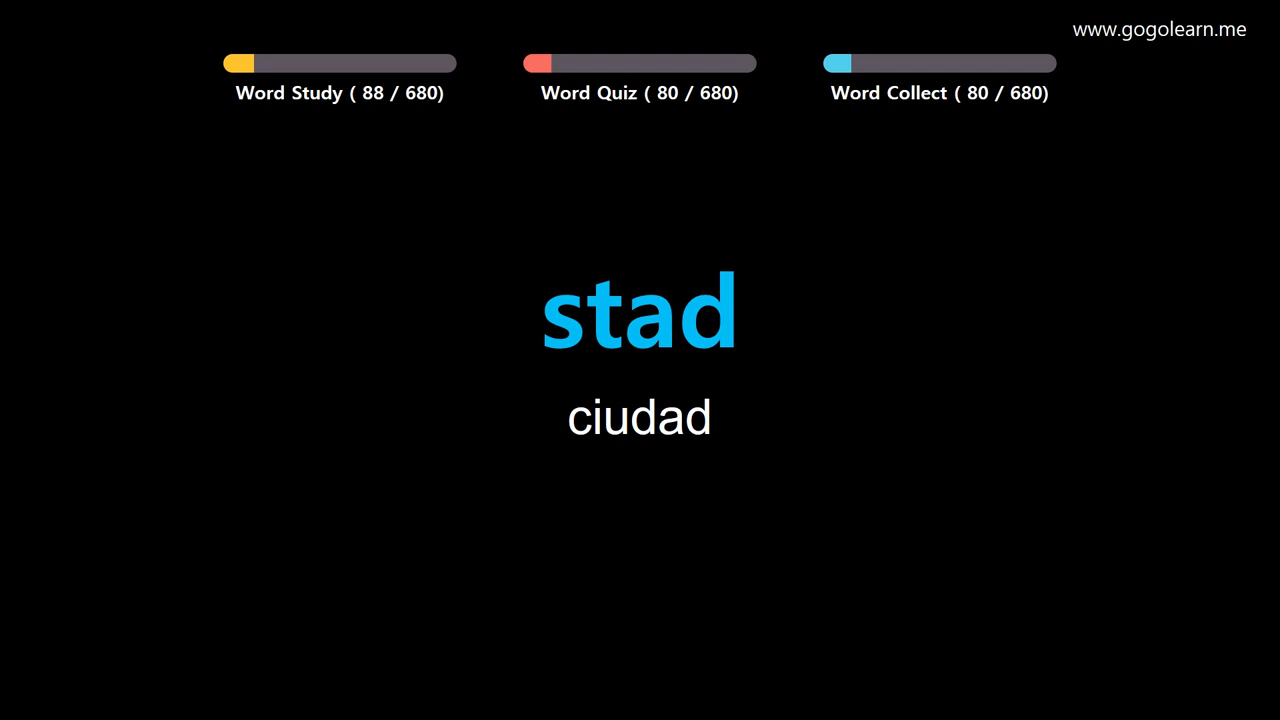 www.gogolearn.me
Word Study ( 88 / 680)
Word Quiz ( 80 / 680)
Word Collect ( 80 / 680)
stad
ciudad